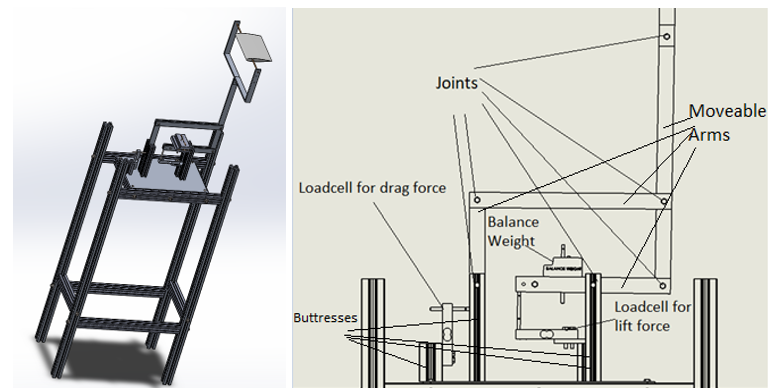 Joints
Moveable
Arms
Loadcell for drag force
Balance
Weight
BALANCE WEIGHT
Loadcell for
lift force
Buttresses